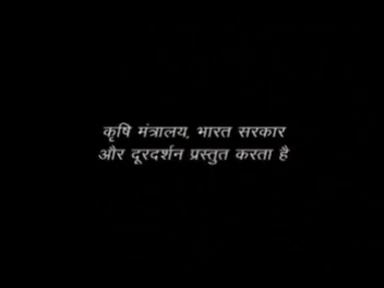 कृषि मंत्रालय, भारत सरकार
और दूरदर्शन प्रस्तुत करता है